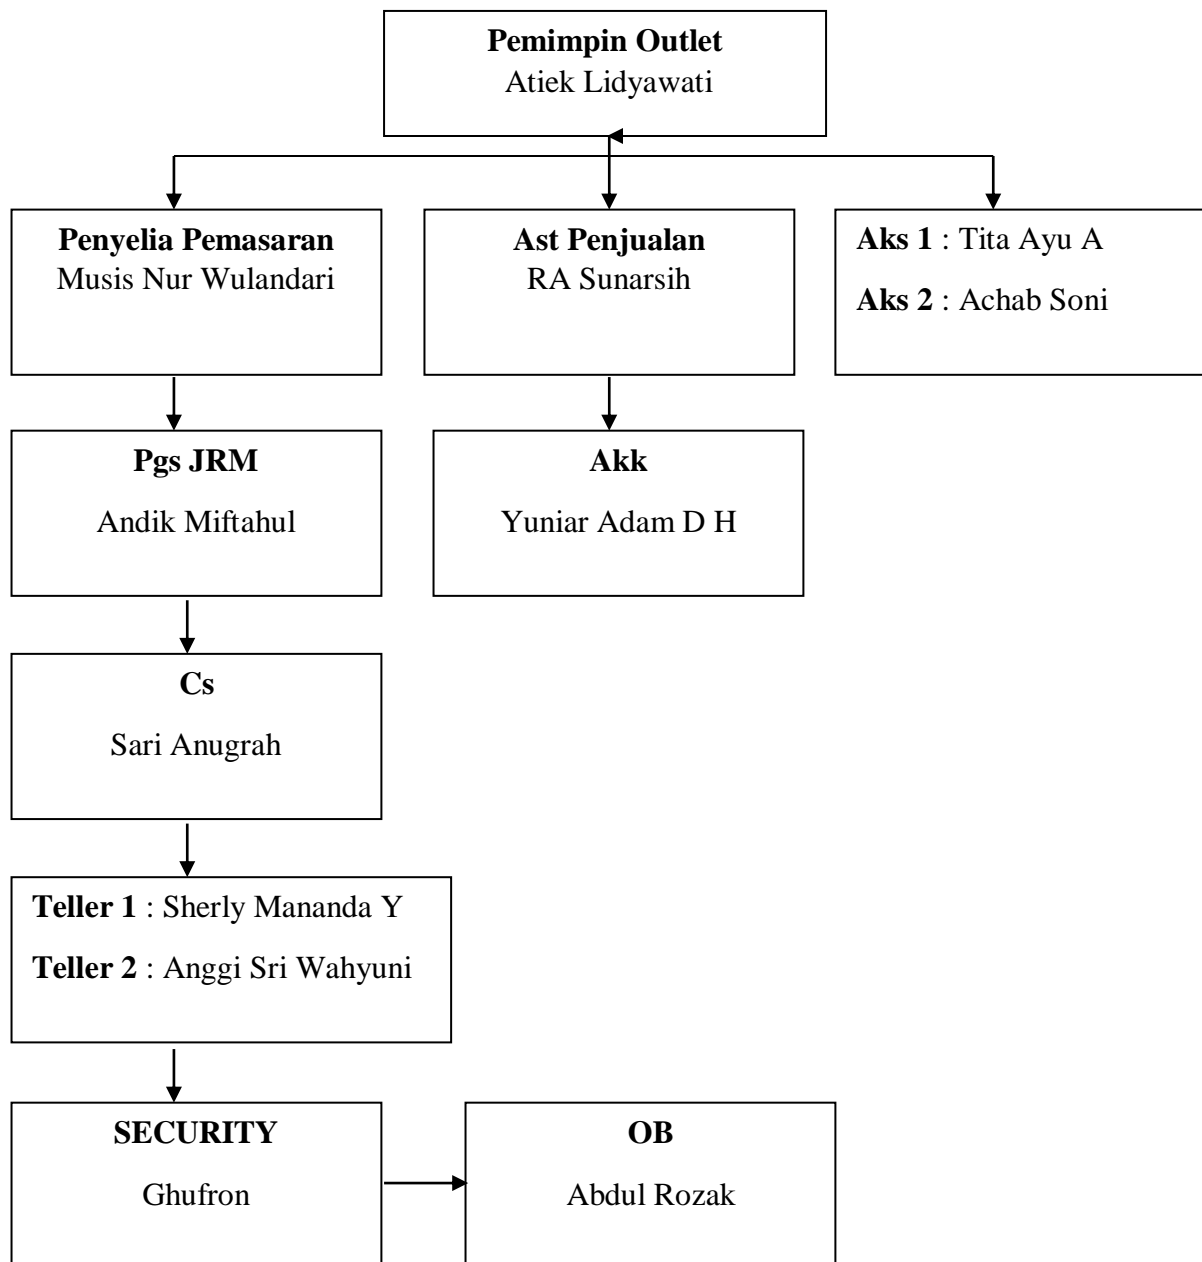 Pemimpin Outlet
Atiek Lidyawati
Penyelia Pemasaran
Musis Nur Wulandari
Ast Penjualan
RA Sunarsih
Aks 1 : Tita Ayu A
Aks 2 : Achab Soni
Pgs JRM
Andik Miftahul
Akk
Yuniar Adam D H
Cs
Sari Anugrah
Teller 1 : Sherly Mananda Y
Teller 2 : Anggi Sri Wahyuni
SECURITY
Ghufron
OB
Abdul Rozak